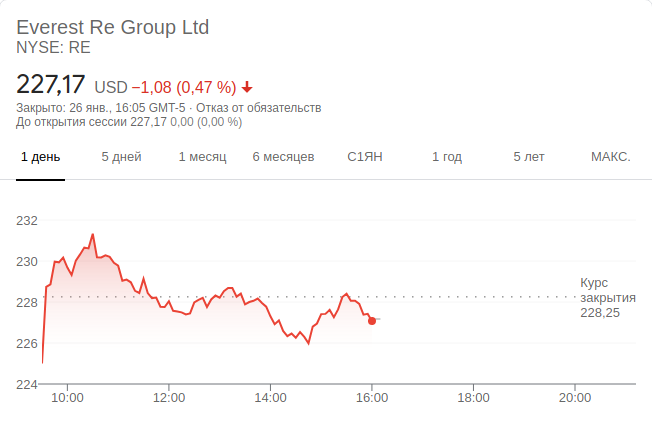 Everest Re Group Ltd
NYSE: RE
227,17 USD −1,08 (0,47 %)
Закрыто: 26 янв., 16:05 GMT-5 · Отказ от обязательств
До открытия сессии 227,17 0,00 (0,00 %)
1 день 5 дней 1 месяц 6 месяцев С1ЯН 1 год 5 лет МАКС.
232
230
Курс
228 закрытия
228,25
226
224
10:00 12:00 14:00 16:00 18:00 20:00